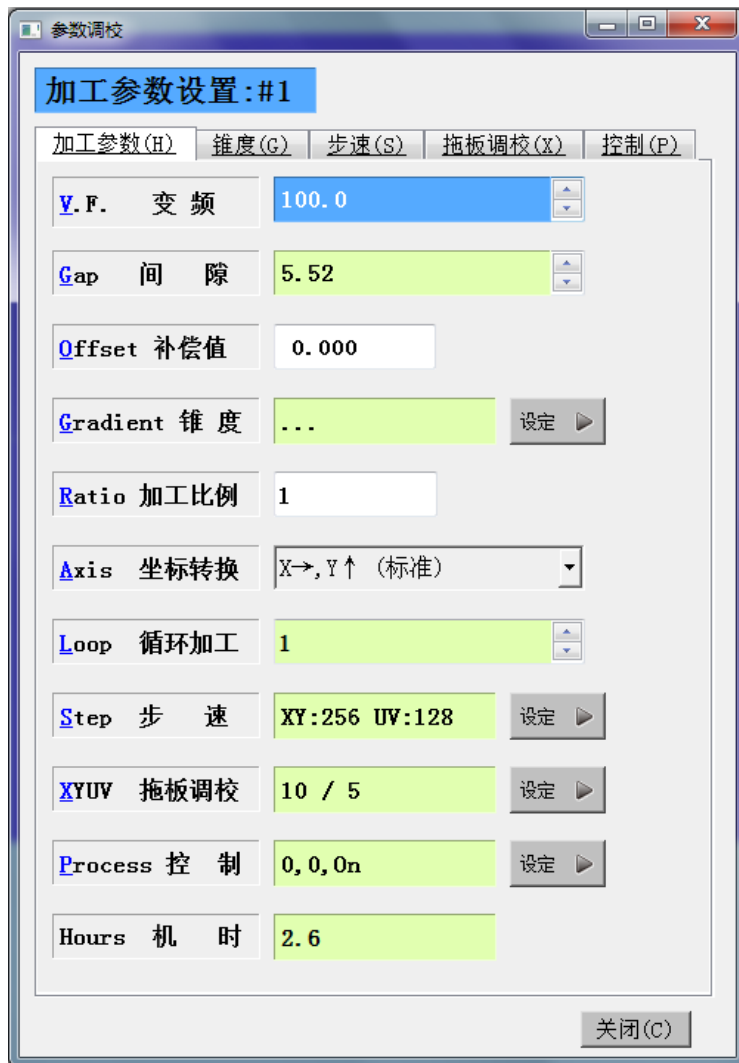 参数调校
加工参数设置:#1
加工参数(H) 锥度(G) 步速(S) 拖板调校(X) 控制(P)
V.F. 变 频 100.0
Gap 间 隙 5.52
Offset 补偿值 0.000
Gradient 锥 度 ... 设定
Ratio 加工比例 1
Axis 坐标转换 X→,Y↑ (标准)
Loop 循环加工 1
Step 步 速 XY:256 UV:128 设定
XYUV 拖板调校 10 / 5 设定
Process 控 制 0,0,On 设定
Hours 机 时 2.6
关闭(C)